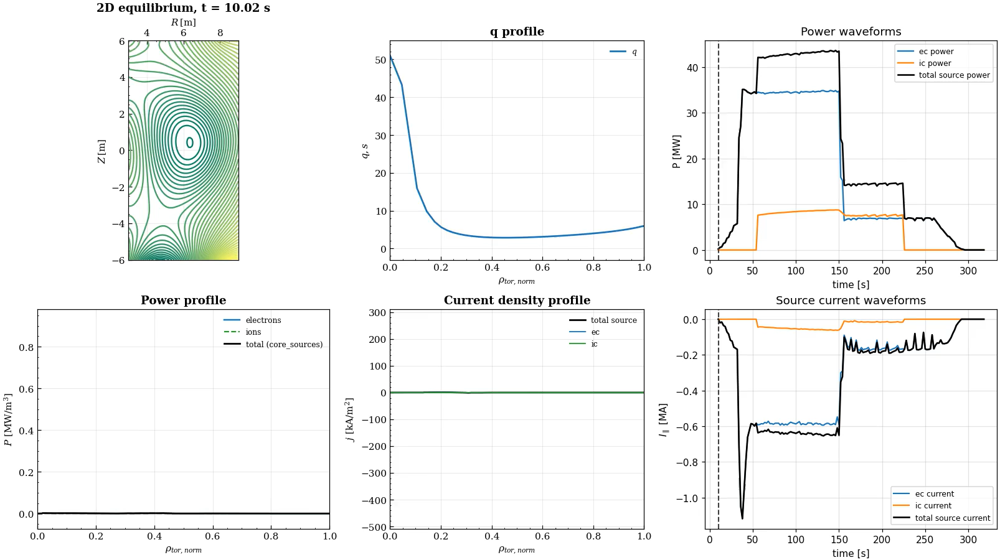 2D equilibrium, t = 10.02 s
R [m]
4 6 8
6
4
2
0
−2
−4
−6
Z [m]
q profile
q
50
40
30
20
10
0
q, s
0.0 0.2 0.4 0.6 0.8 1.0
ρtor, norm
Power waveforms
ec power
ic power
total source power
40
30
20
10
0
P [MW]
0 50 100 150 200 250 300
time [s]
Power profile
electrons
ions
total (core_sources)
0.8
0.6
0.4
0.2
0.0
P [MW/m³]
0.0 0.2 0.4 0.6 0.8 1.0
ρtor, norm
Current density profile
total source
ec
ic
300
200
100
0
−100
−200
−300
−400
−500
j [kA/m²]
0.0 0.2 0.4 0.6 0.8 1.0
ρtor, norm
Source current waveforms
0.0
−0.2
−0.4
−0.6
−0.8
−1.0
I∥ [MA]
ec current
ic current
total source current
0 50 100 150 200 250 300
time [s]